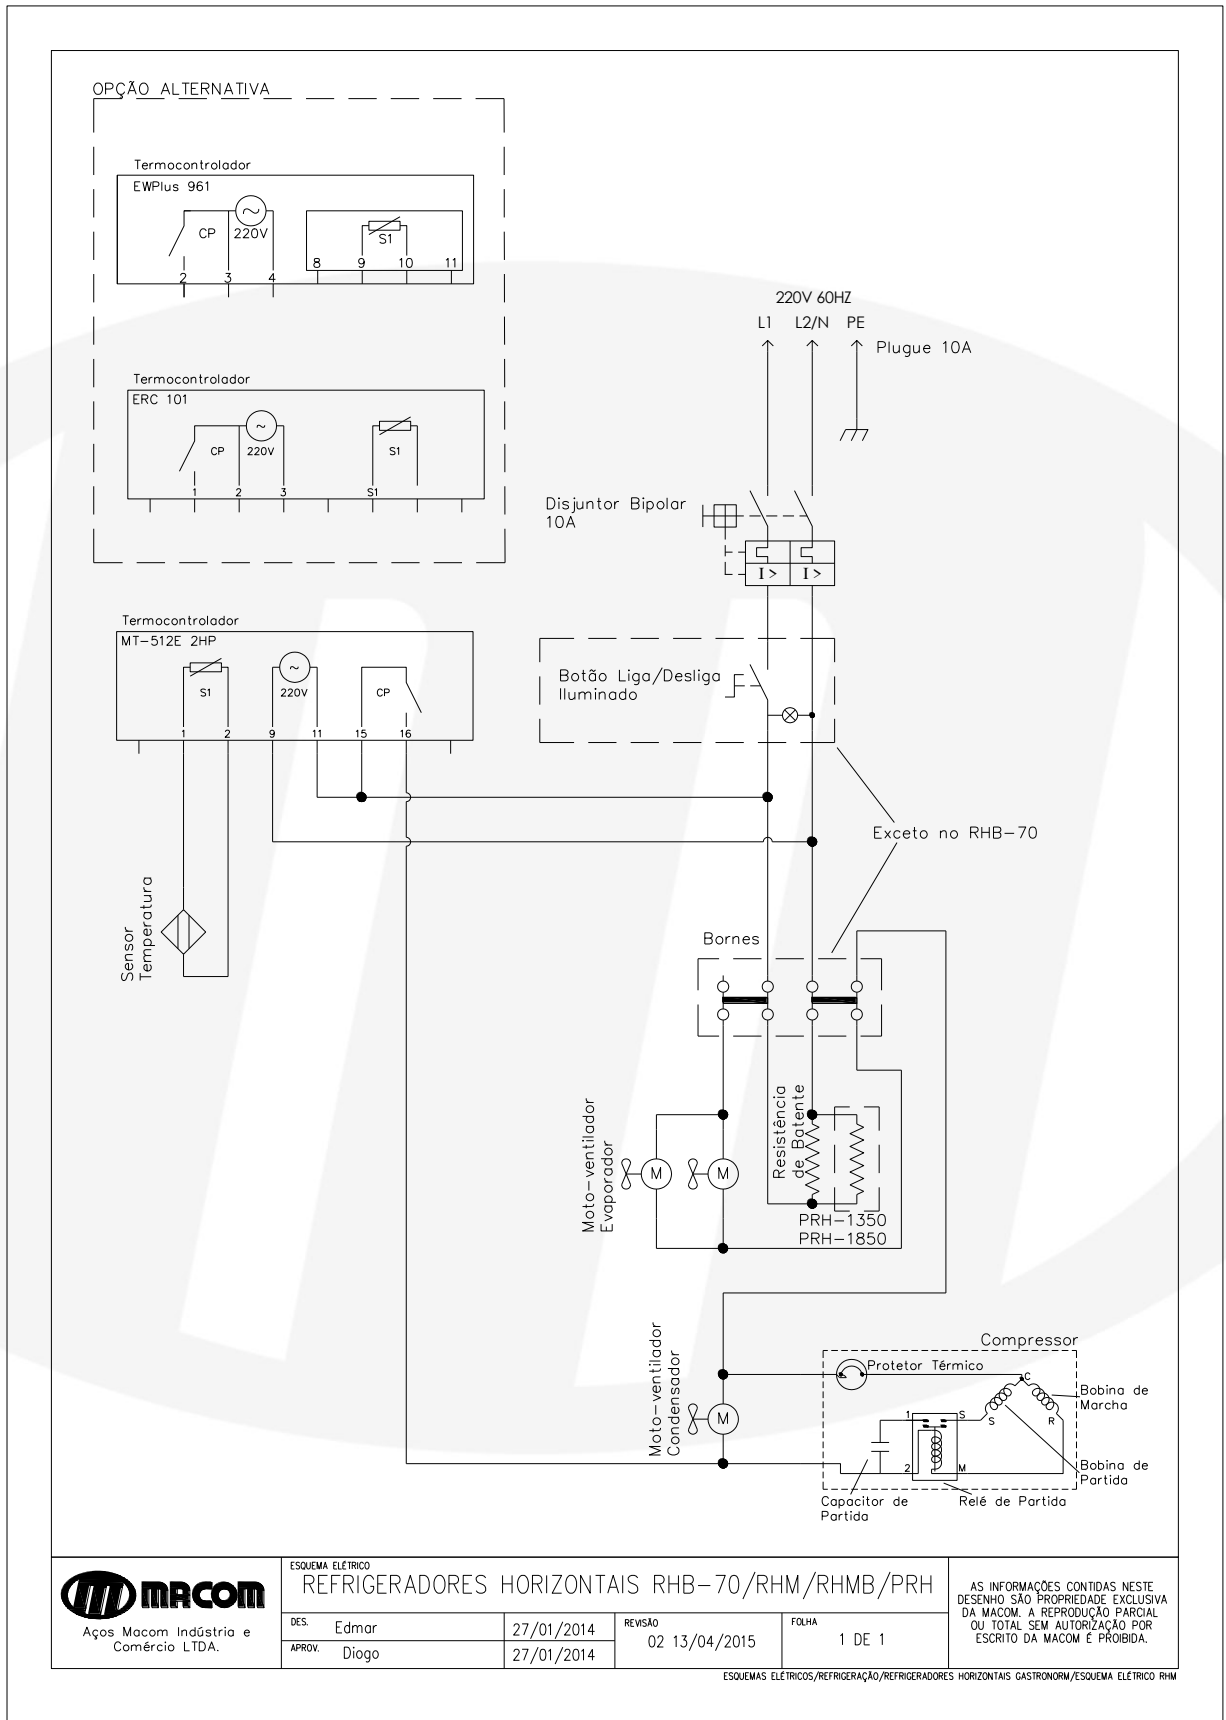 OPÇÃO ALTERNATIVA
Termocontrolador
EWPlus 961
CP
220V
S1
2
3
4
8
9
10
11
Termocontrolador
ERC 101
CP
220V
S1
1
2
3
S1
220V 60HZ
L1 L2/N PE
Plugue 10A
Disjuntor Bipolar
10A
I >
I >
Termocontrolador
MT-512E 2HP
S1
220V
CP
1
2
9
11
15
16
Botão Liga/Desliga
Iluminado
Exceto no RHB-70
Sensor
Temperatura
Bornes
Moto-ventilador
Evaporador
M
M
Resistência
de Batente
PRH-1350
PRH-1850
Moto-ventilador
Condensador
M
Compressor
Protetor Térmico
C
Bobina de
Marcha
S
R
1
S
2
M
Bobina de
Partida
Capacitor de
Partida
Relé de Partida
MACOM
Aços Macom Indústria e
Comércio LTDA.
ESQUEMA ELÉTRICO
REFRIGERADORES HORIZONTAIS RHB-70/RHM/RHMB/PRH
DES. Edmar 27/01/2014
APROV. Diogo 27/01/2014
REVISÃO
02 13/04/2015
FOLHA
1 DE 1
AS INFORMAÇÕES CONTIDAS NESTE
DESENHO SÃO PROPRIEDADE EXCLUSIVA
DA MACOM. A REPRODUÇÃO PARCIAL
OU TOTAL SEM AUTORIZAÇÃO POR
ESCRITO DA MACOM É PROIBIDA.
ESQUEMAS ELÉTRICOS/REFRIGERAÇÃO/REFRIGERADORES HORIZONTAIS GASTRONORM/ESQUEMA ELÉTRICO RHM